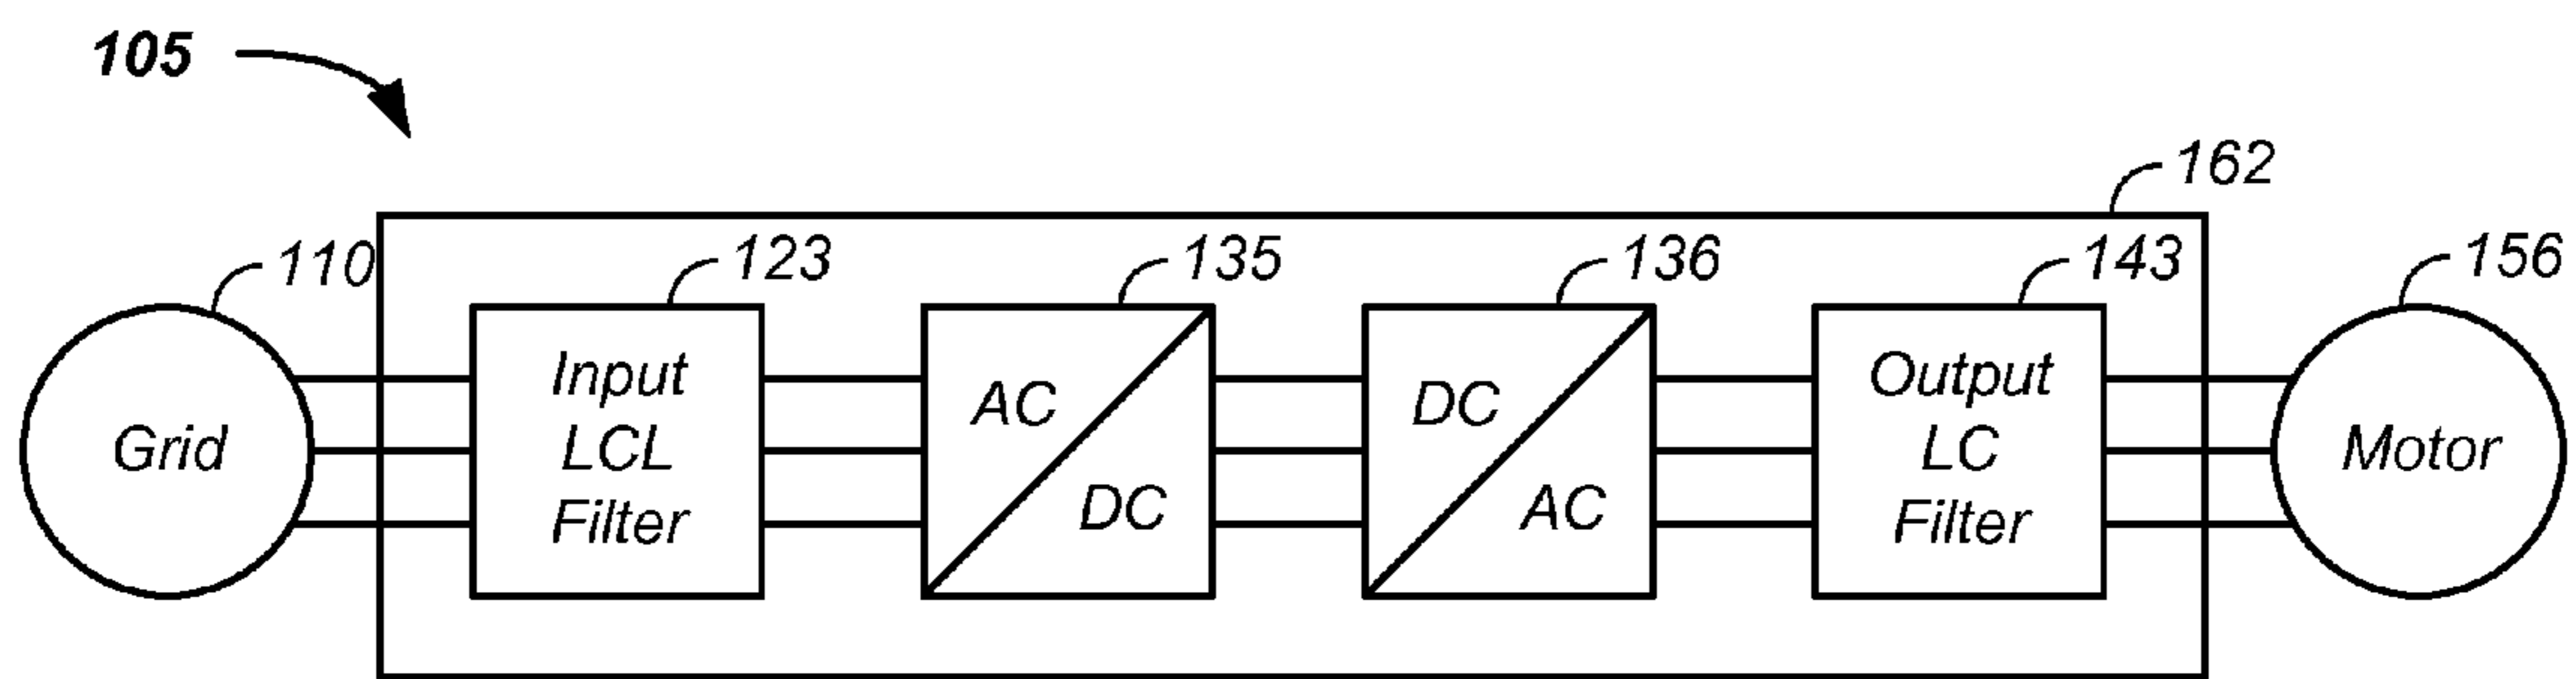 105
162
110
123
135
136
143
156
Grid
Input
LCL
Filter
AC
DC
DC
AC
Output
LC
Filter
Motor